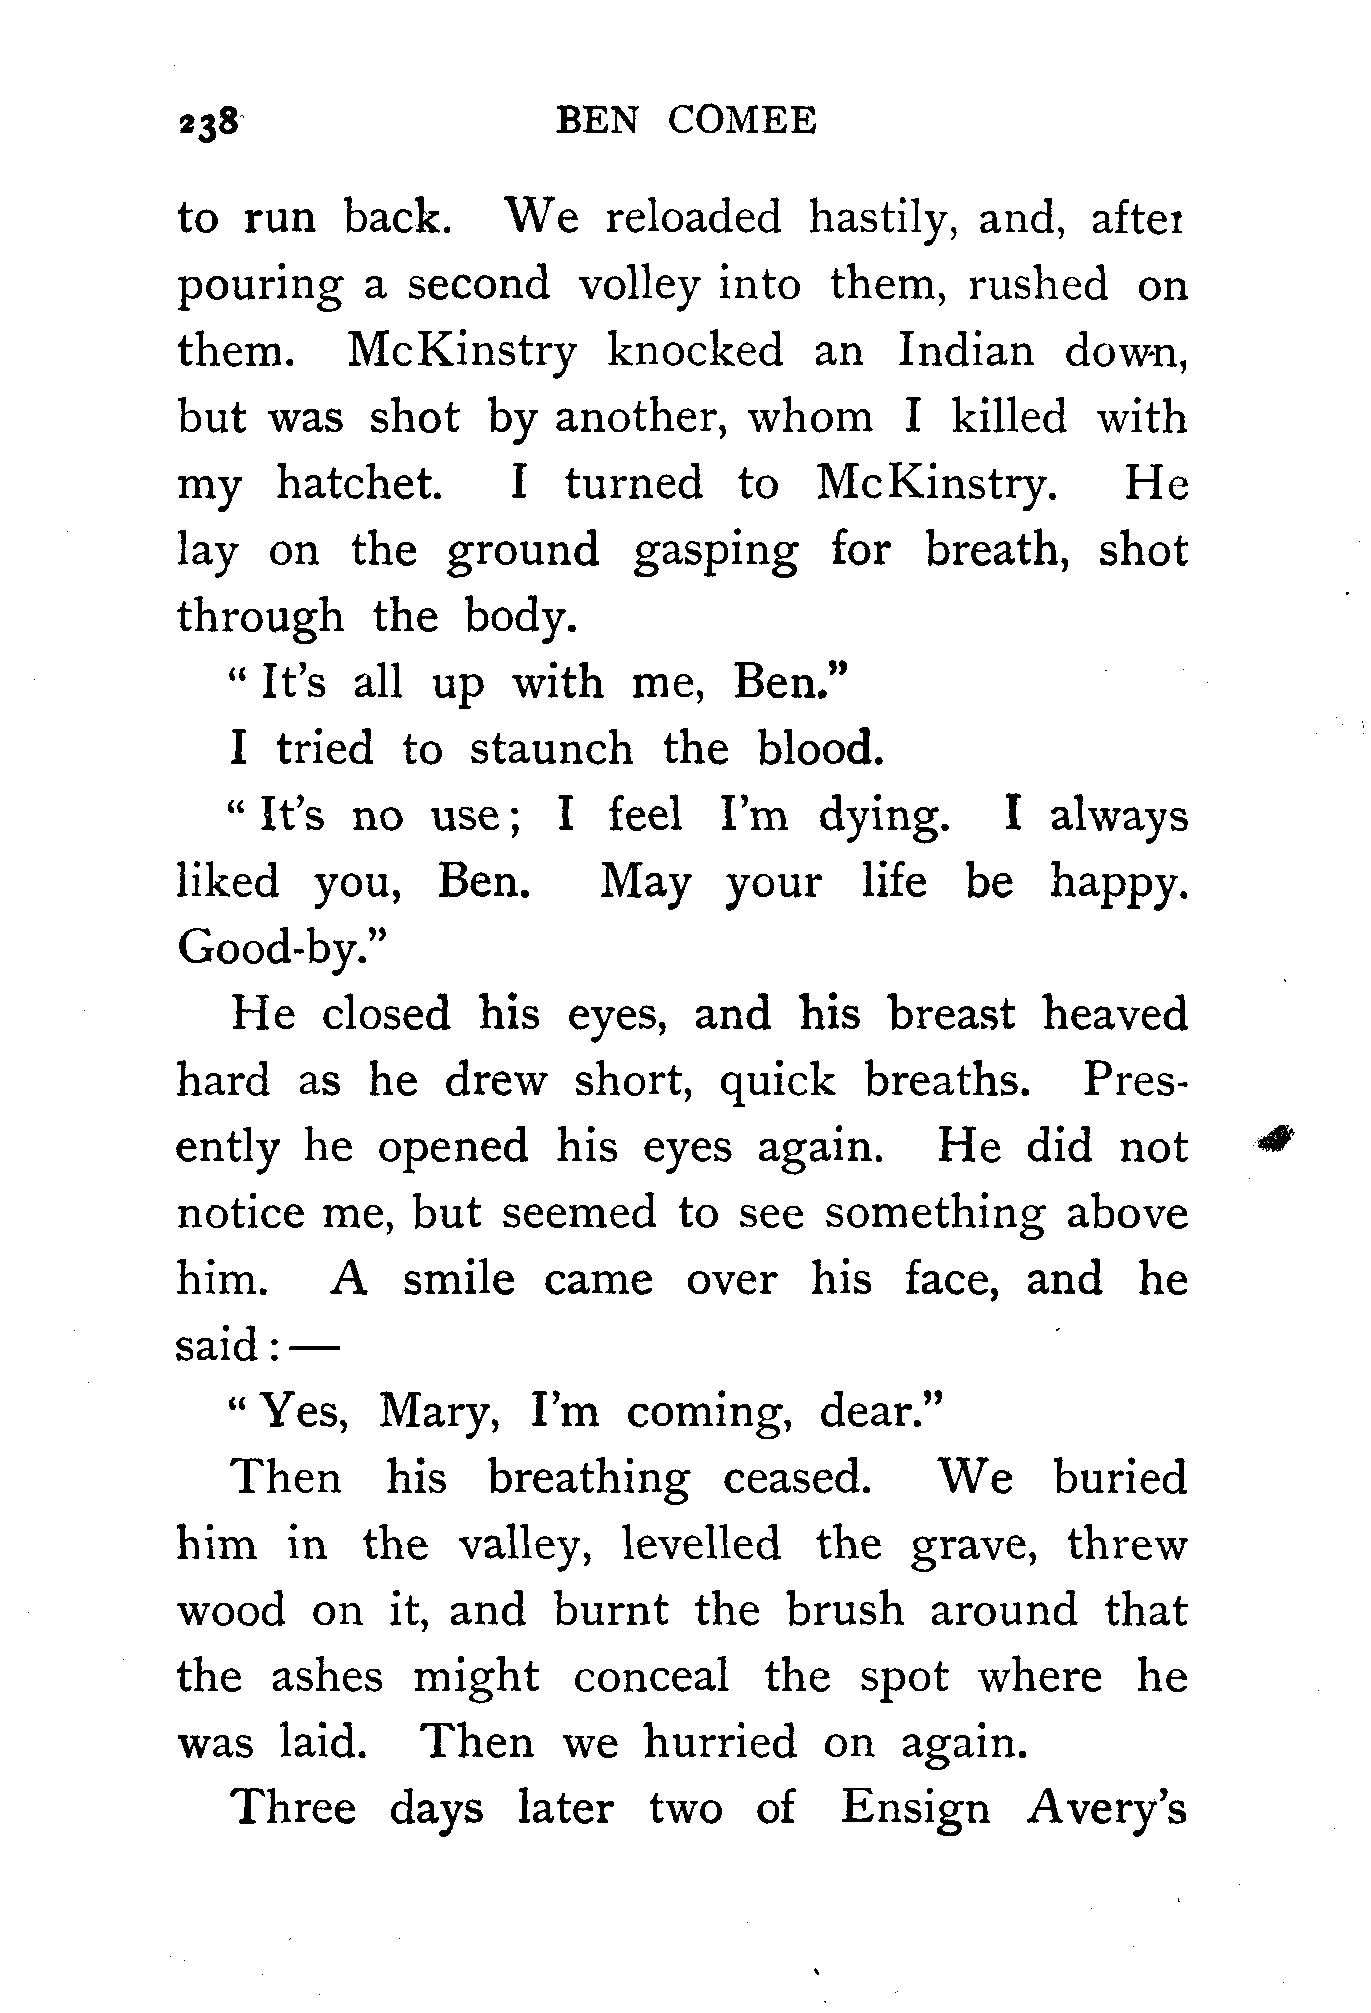 238 BEN COMEE
to run back. We reloaded hastily, and, after
pouring a second volley into them, rushed on
them. McKinstry knocked an Indian down,
but was shot by another, whom I killed with
my hatchet. I turned to McKinstry. He
lay on the ground gasping for breath, shot
through the body.
“ It’s all up with me, Ben.”
I tried to staunch the blood.
“ It’s no use ; I feel I’m dying. I always
liked you, Ben. May your life be happy.
Good-by.”
He closed his eyes, and his breast heaved
hard as he drew short, quick breaths. Pres-
ently he opened his eyes again. He did not
notice me, but seemed to see something above
him. A smile came over his face, and he
said : —
“ Yes, Mary, I’m coming, dear.”
Then his breathing ceased. We buried
him in the valley, levelled the grave, threw
wood on it, and burnt the brush around that
the ashes might conceal the spot where he
was laid. Then we hurried on again.
Three days later two of Ensign Avery’s